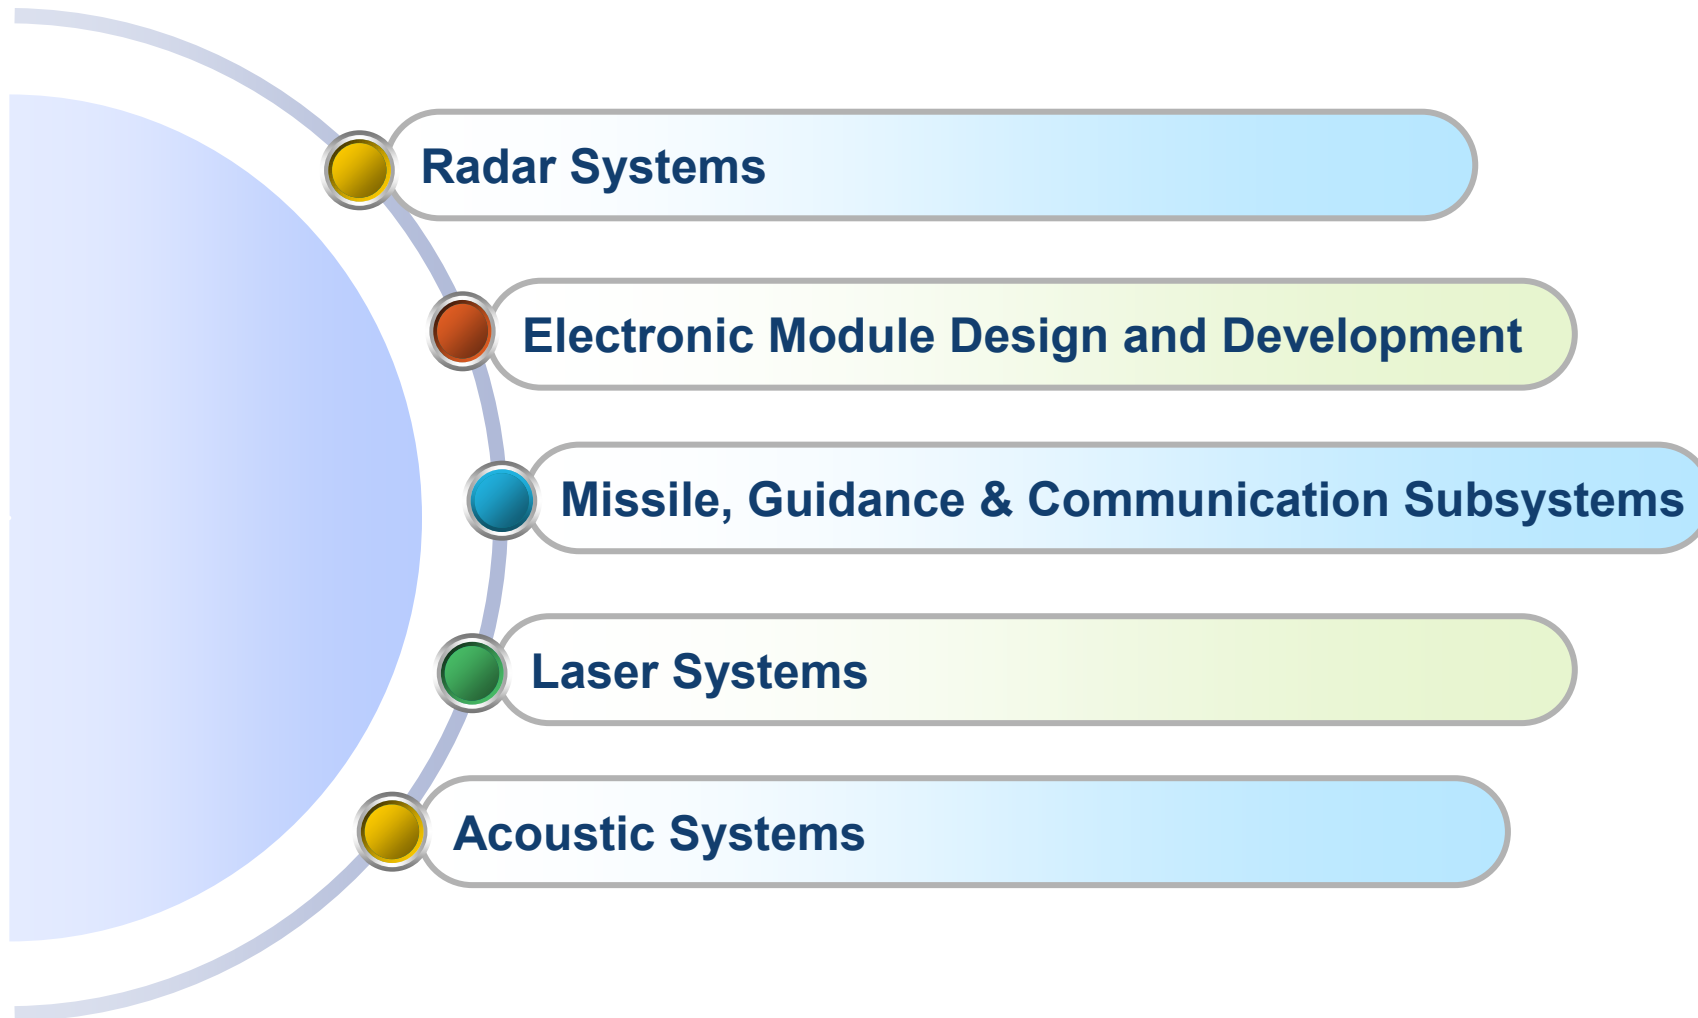 Radar Systems
Electronic Module Design and Development
Missile, Guidance & Communication Subsystems
Laser Systems
Acoustic Systems